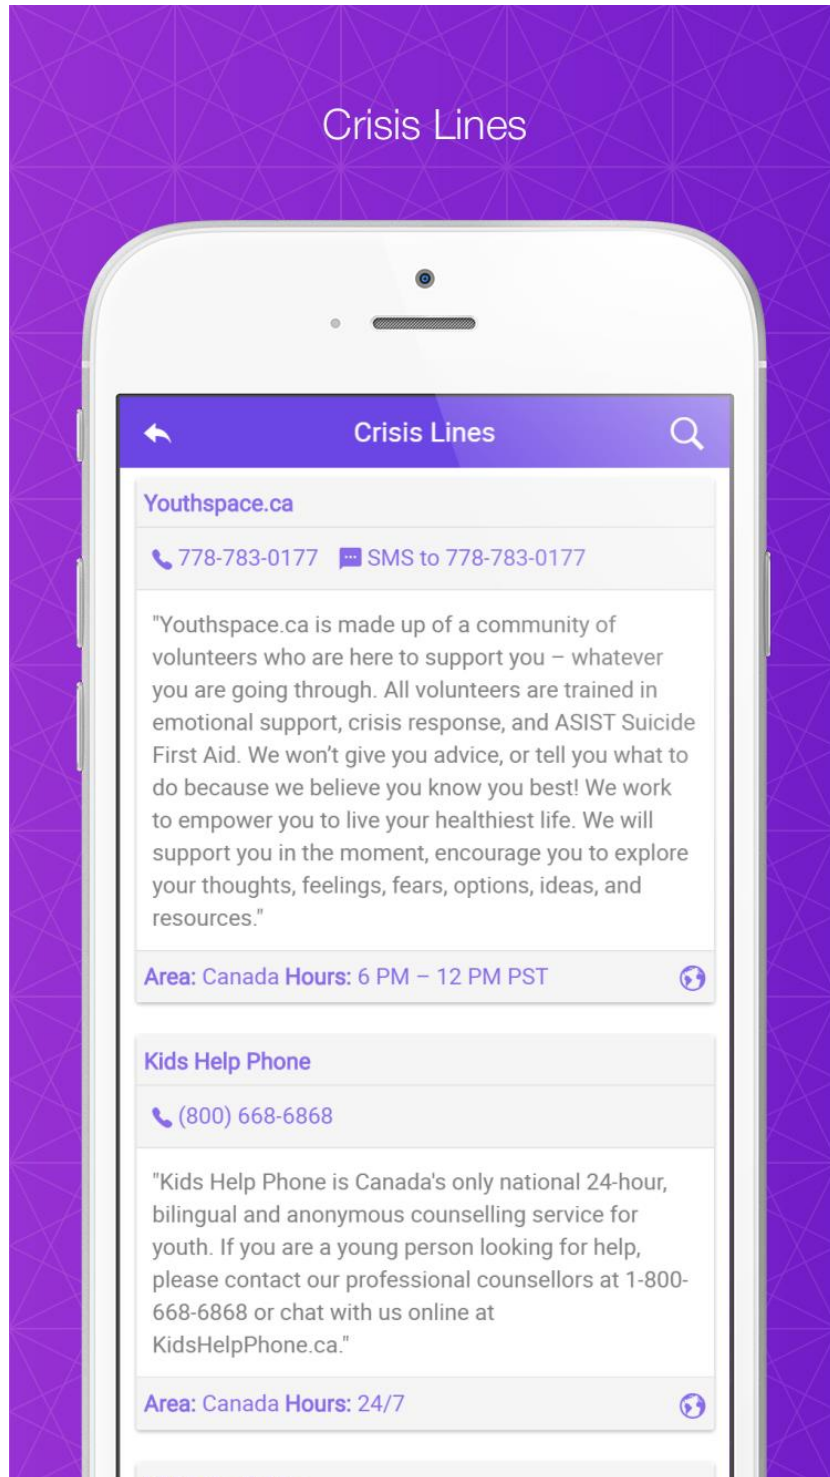 Crisis Lines
Crisis Lines
Youthspace.ca
778-783-0177 SMS to 778-783-0177
"Youthspace.ca is made up of a community of
volunteers who are here to support you – whatever
you are going through. All volunteers are trained in
emotional support, crisis response, and ASIST Suicide
First Aid. We won’t give you advice, or tell you what to
do because we believe you know you best! We work
to empower you to live your healthiest life. We will
support you in the moment, encourage you to explore
your thoughts, feelings, fears, options, ideas, and
resources."
Area: Canada Hours: 6 PM – 12 PM PST
Kids Help Phone
(800) 668-6868
"Kids Help Phone is Canada's only national 24-hour,
bilingual and anonymous counselling service for
youth. If you are a young person looking for help,
please contact our professional counsellors at 1-800-
668-6868 or chat with us online at
KidsHelpPhone.ca."
Area: Canada Hours: 24/7